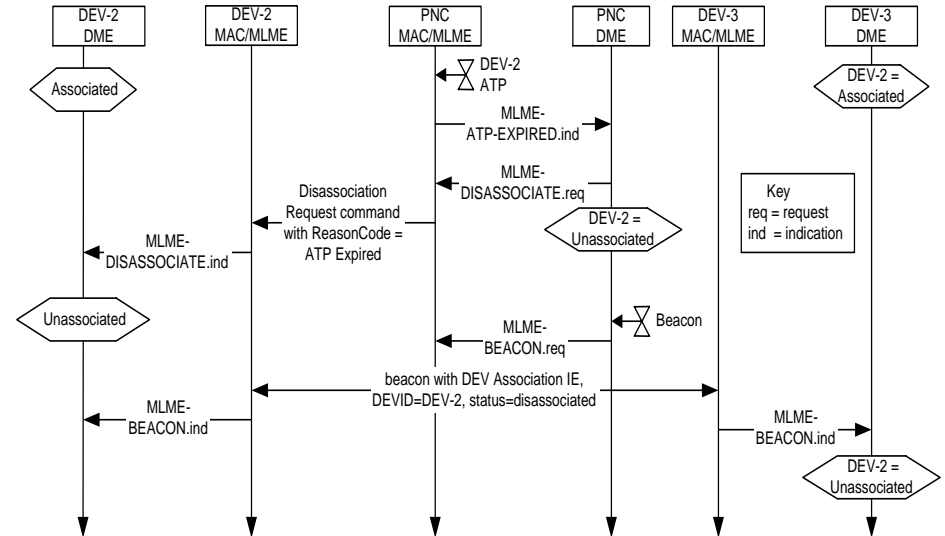 DEV-2
DME
DEV-2
MAC/MLME
PNC
MAC/MLME
PNC
DME
DEV-3
MAC/MLME
DEV-3
DME
DEV-2
ATP
Associated
DEV-2 =
Associated
MLME-
ATP-EXPIRED.ind
MLME-
DISASSOCIATE.req
Disassociation
Request command
with ReasonCode =
ATP Expired
Key
req = request
ind = indication
DEV-2 =
Unassociated
MLME-
DISASSOCIATE.ind
Unassociated
Beacon
MLME-
BEACON.req
beacon with DEV Association IE,
DEVID=DEV-2, status=disassociated
MLME-
BEACON.ind
MLME-
BEACON.ind
DEV-2 =
Unassociated